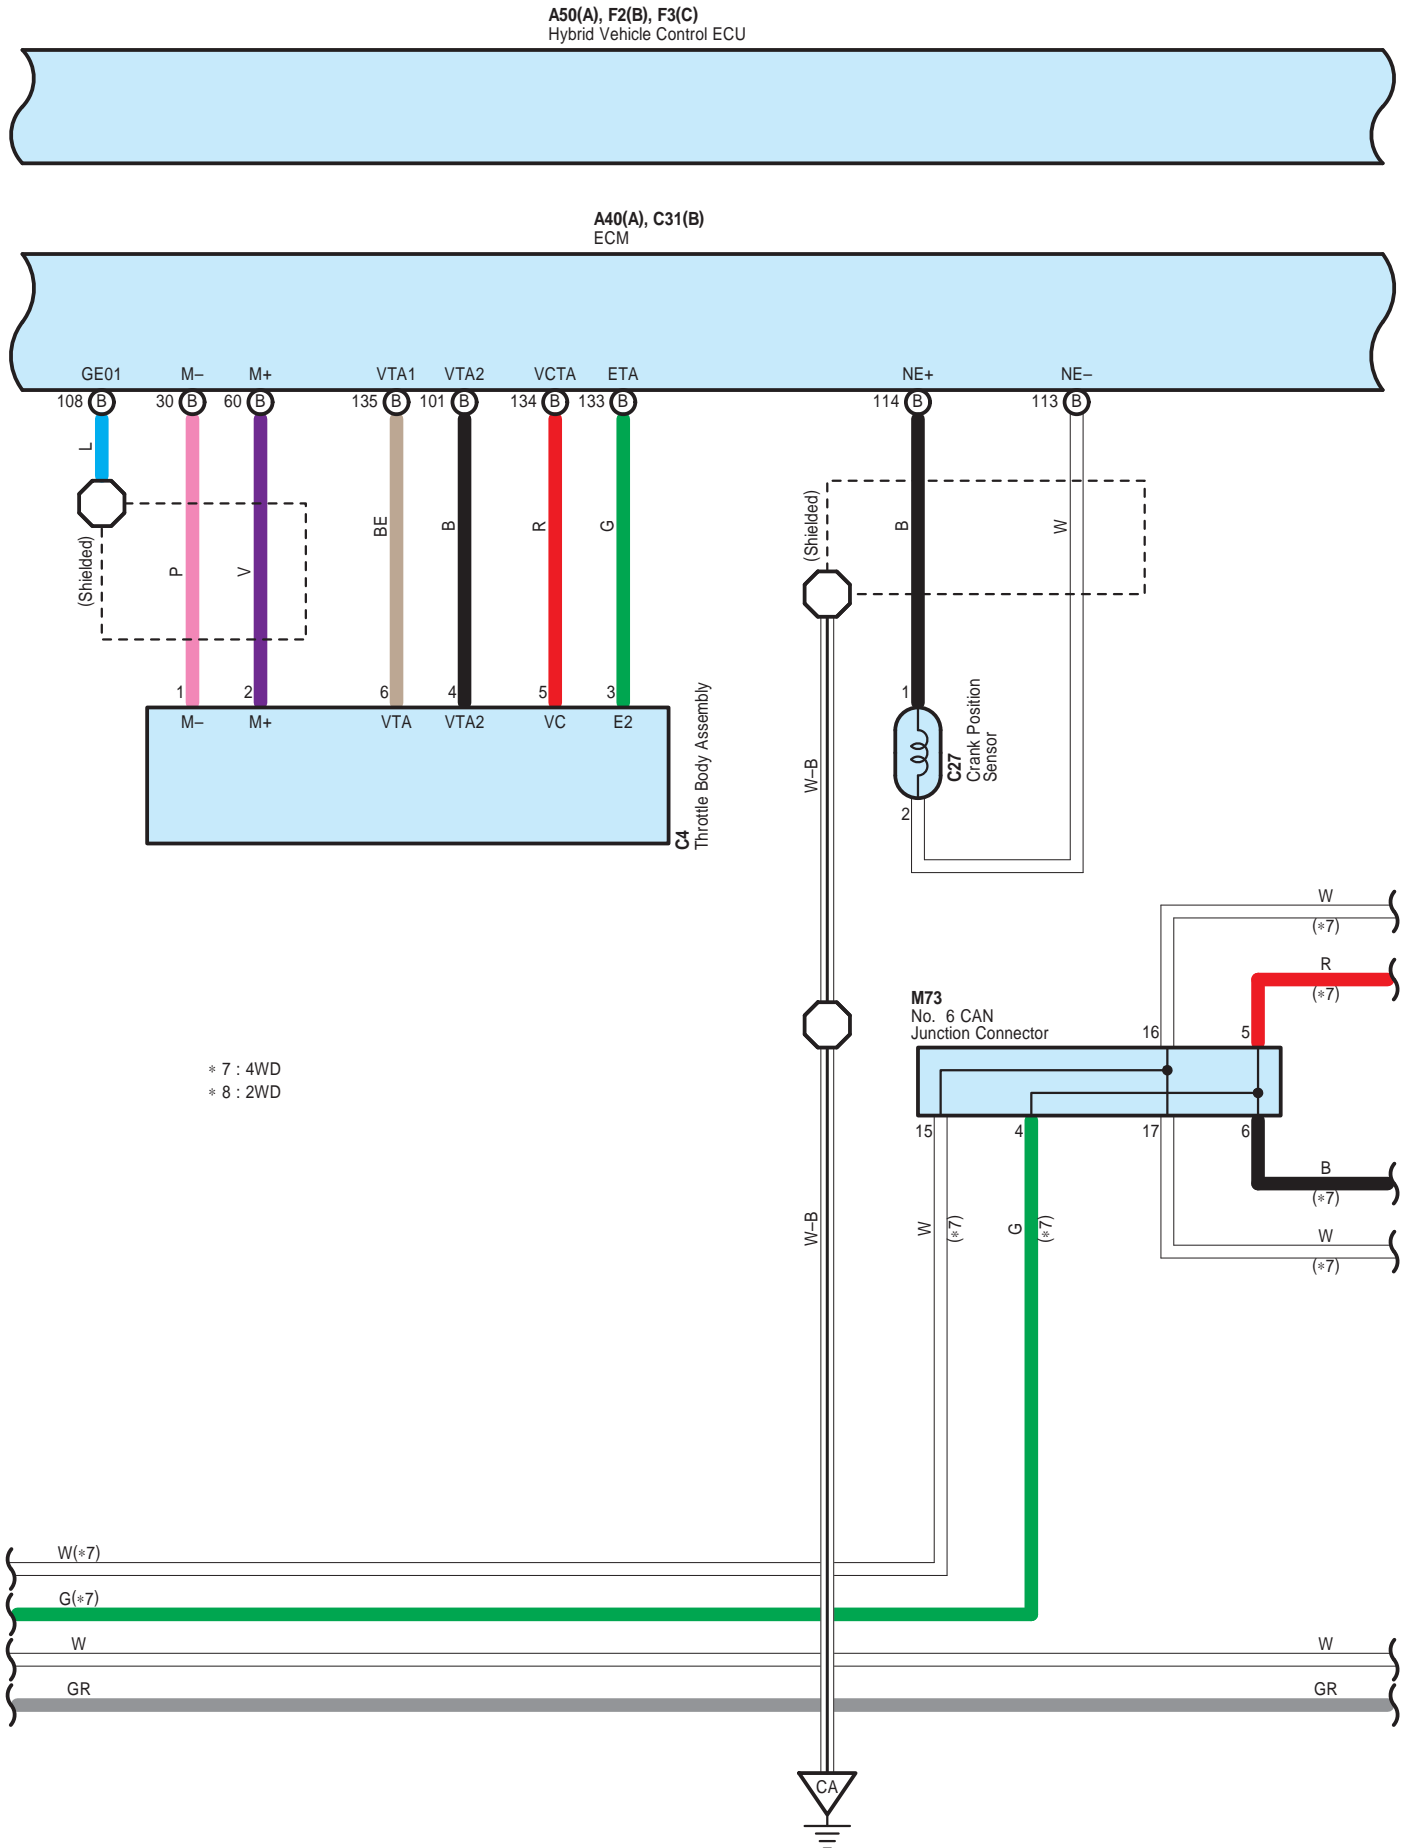 A50(A), F2(B), F3(C)
Hybrid Vehicle Control ECU
A40(A), C31(B)
ECM
GE01 M– M+ VTA1 VTA2 VCTA ETA NE+ NE–
108 B 30 B 60 B 135 B 101 B 134 B 133 B 114 B 113 B
L
(Shielded)
P
V
BE
B
R
G
(Shielded)
B
W
1 2 6 4 5 3
M– M+ VTA VTA2 VC E2
C4
Throttle Body Assembly
1
C27
Crank Position
Sensor
2
W–B
W
(*7)
R
(*7)
M73
No. 6 CAN
Junction Connector
16 5
15 4 17 6
* 7 : 4WD
* 8 : 2WD
B
(*7)
W
(*7)
W–B
W
(*7)
G
(*7)
W(*7)
G(*7)
W W
GR GR
CA